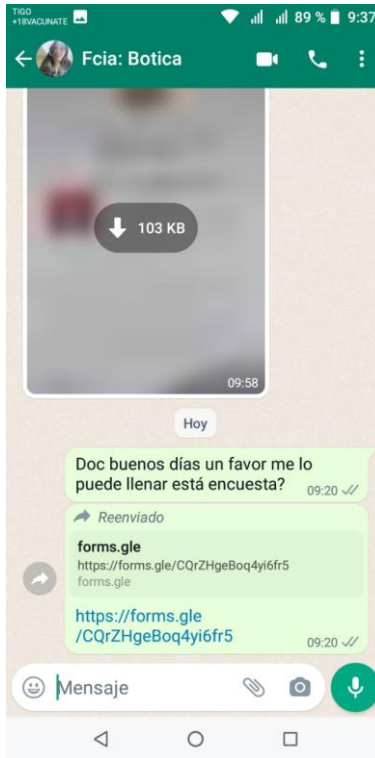 TIGO
+18VACUNATE
89 %
9:37
Fcia: Botica
103 KB
09:58
Hoy
Doc buenos días un favor me lo
puede llenar está encuesta?
09:20
Reenviado
forms.gle
https://forms.gle/CQrZHgeBoq4yi6fr5
forms.gle
https://forms.gle
/CQrZHgeBoq4yi6fr5
09:20
Mensaje